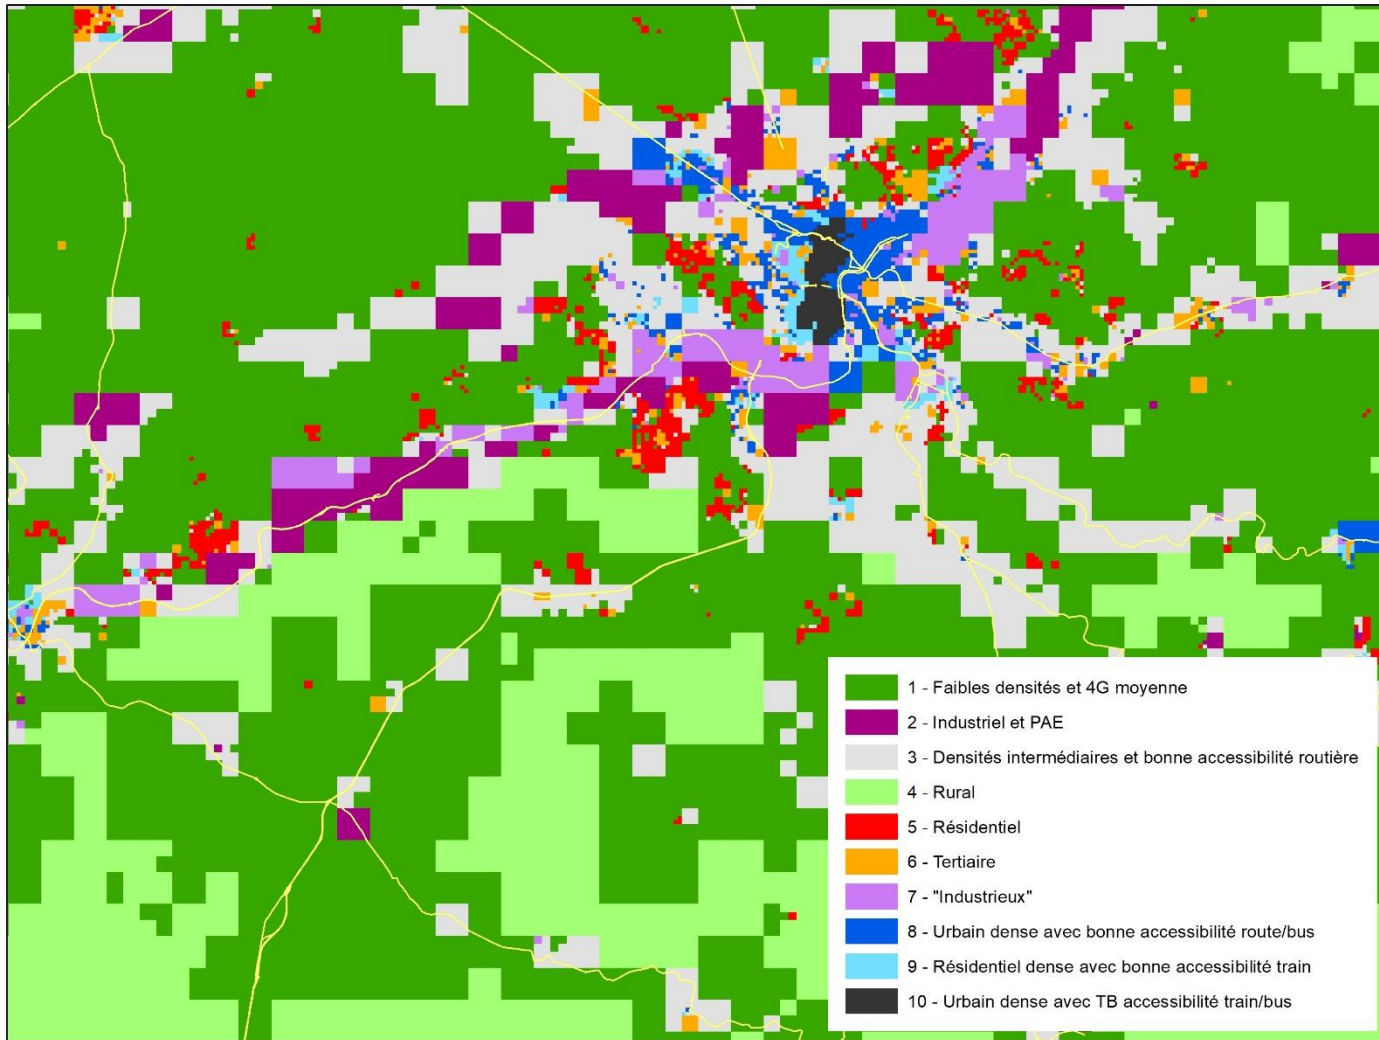 1 - Faibles densités et 4G moyenne
2 - Industriel et PAE
3 - Densités intermédiaires et bonne accessibilité routière
4 - Rural
5 - Résidentiel
6 - Tertiaire
7 - "Industrieux"
8 - Urbain dense avec bonne accessibilité route/bus
9 - Résidentiel dense avec bonne accessibilité train
10 - Urbain dense avec TB accessibilité train/bus